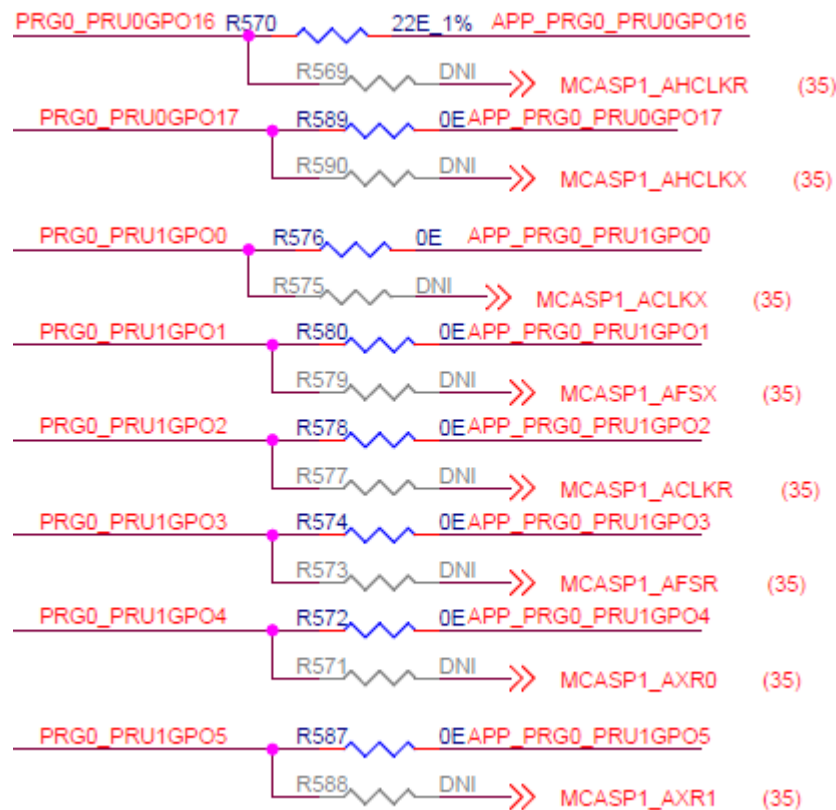 PRG0_PRU0GPO16 R570 22E_1% APP_PRG0_PRU0GPO16
R569 DNI MCASP1_AHCLKR (35)
PRG0_PRU0GPO17 R589 0E APP_PRG0_PRU0GPO17
R590 DNI MCASP1_AHCLKX (35)
PRG0_PRU1GPO0 R576 0E APP_PRG0_PRU1GPO0
R575 DNI MCASP1_ACLKX (35)
PRG0_PRU1GPO1 R580 0E APP_PRG0_PRU1GPO1
R579 DNI MCASP1_AFSX (35)
PRG0_PRU1GPO2 R578 0E APP_PRG0_PRU1GPO2
R577 DNI MCASP1_ACLKR (35)
PRG0_PRU1GPO3 R574 0E APP_PRG0_PRU1GPO3
R573 DNI MCASP1_AFSR (35)
PRG0_PRU1GPO4 R572 0E APP_PRG0_PRU1GPO4
R571 DNI MCASP1_AXR0 (35)
PRG0_PRU1GPO5 R587 0E APP_PRG0_PRU1GPO5
R588 DNI MCASP1_AXR1 (35)